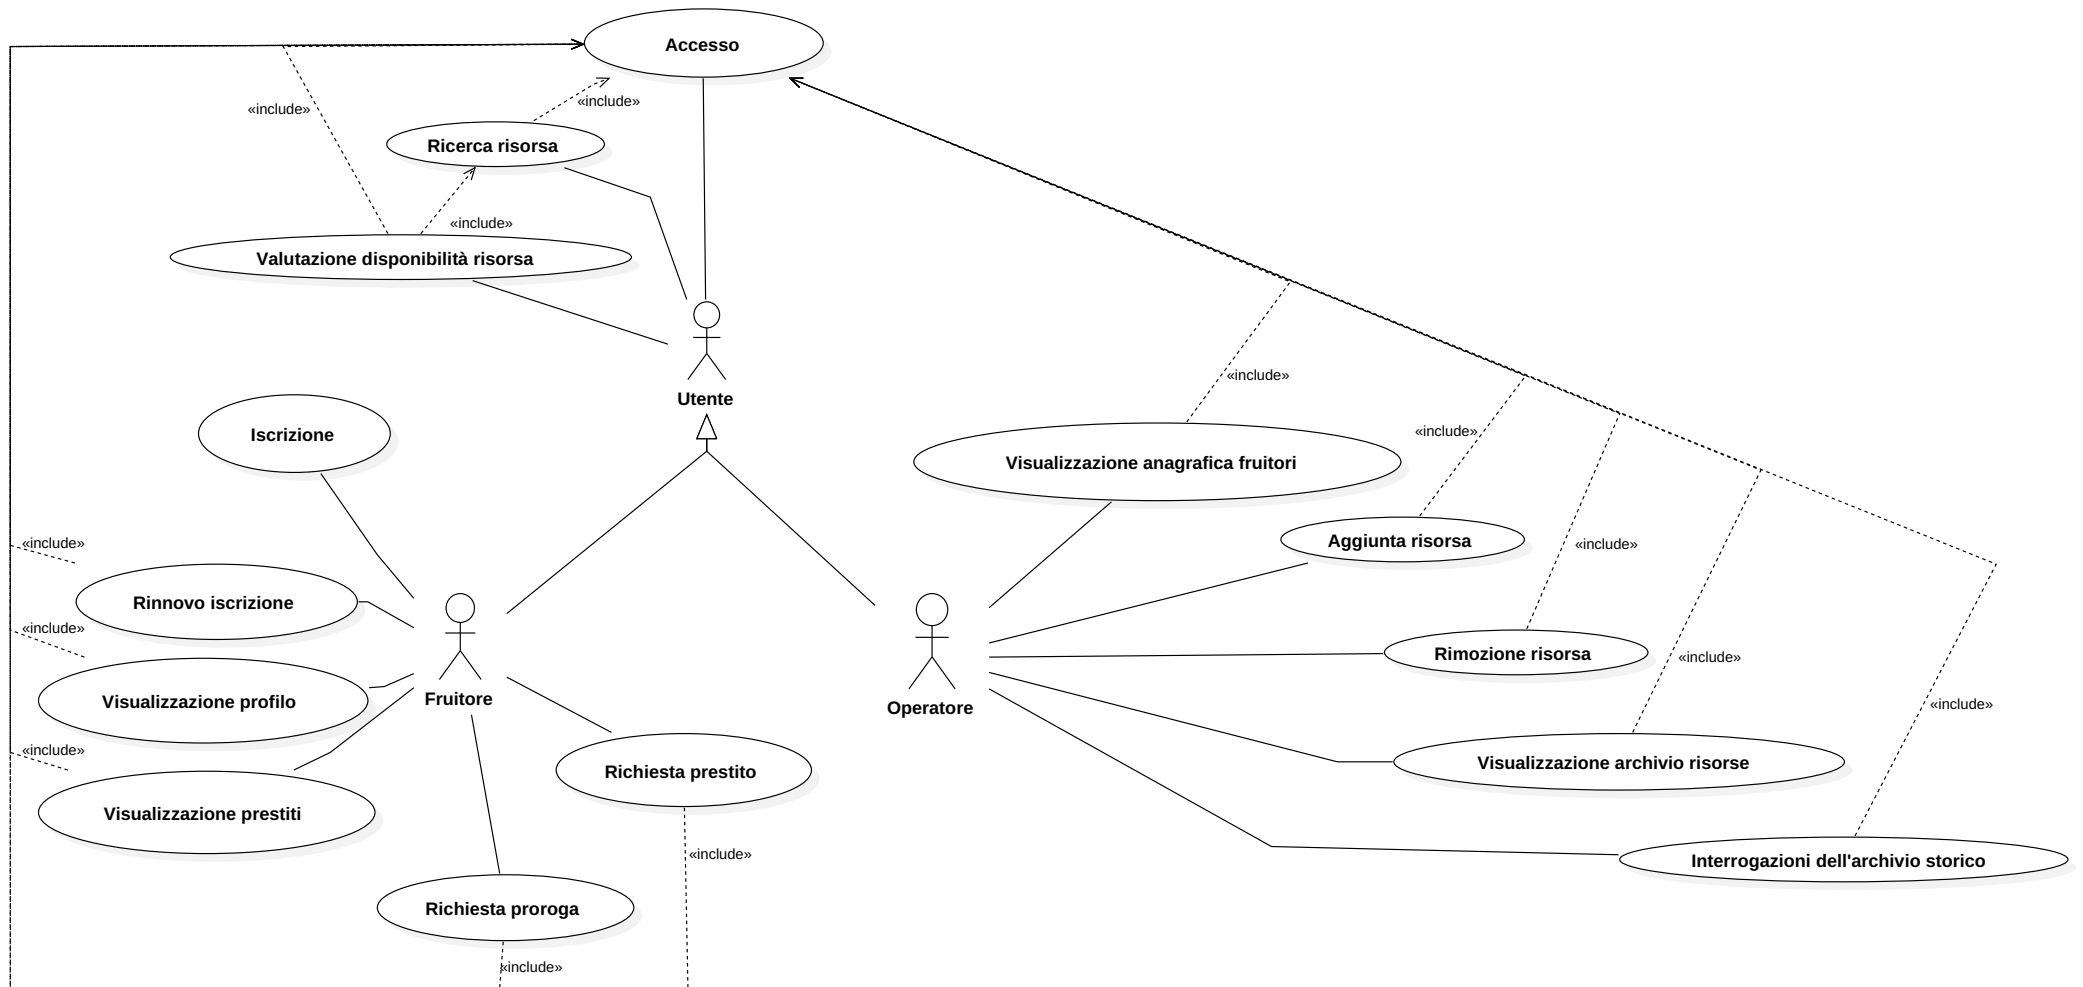 Accesso
«include»
«include»
Ricerca risorsa
«include»
Valutazione disponibilità risorsa
«include»
Utente
Iscrizione
«include»
Visualizzazione anagrafica fruitori
Aggiunta risorsa
«include»
«include»
Rinnovo iscrizione
«include»
Rimozione risorsa
«include»
Visualizzazione profilo
Fruitore
Operatore
«include»
«include»
Visualizzazione archivio risorse
Richiesta prestito
Visualizzazione prestiti
«include»
Interrogazioni dell'archivio storico
Richiesta proroga
«include»